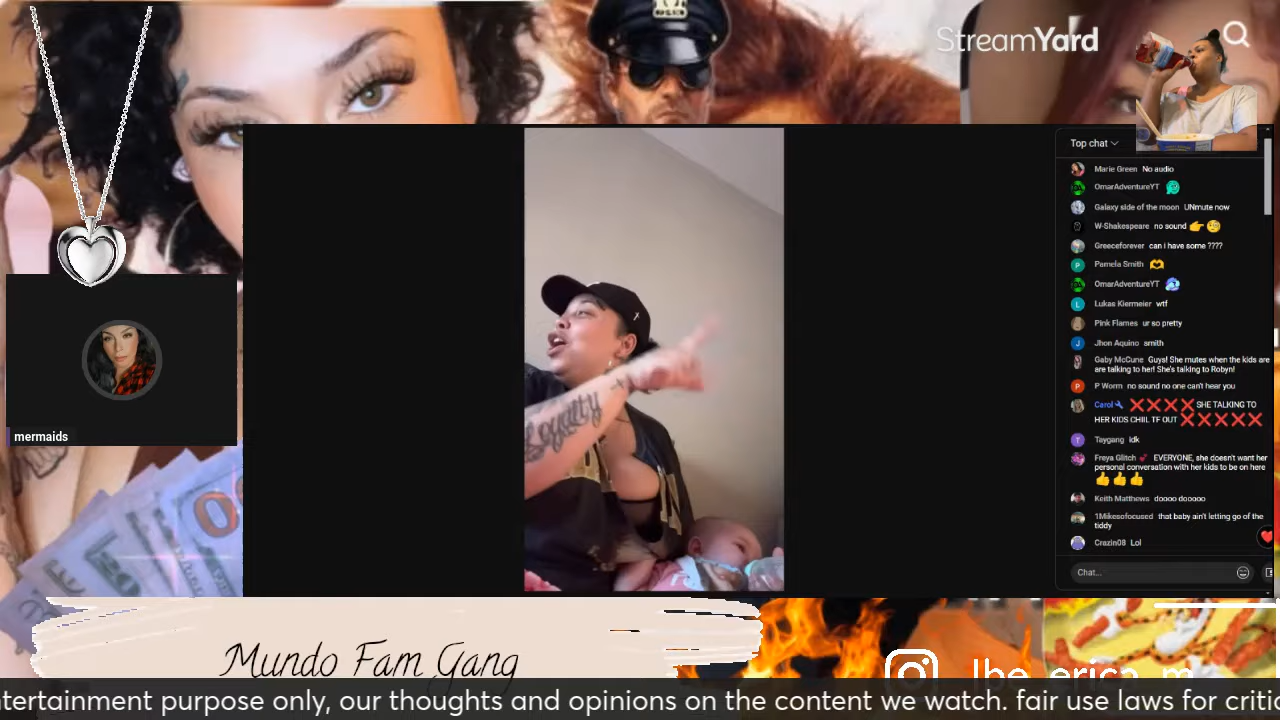 StreamYard
Top chat
Marie Green No audio
OmarAdventureYT
Galaxy side of the moon UNmute now
W-Shakespeare no sound 👉 🧐
Greeceforever can i have some ????
Pamela Smith
OmarAdventureYT
Lukas Kiermeier wtf
Pink Flames ur so pretty
Jhon Aquino smith
Gaby McCune Guys! She mutes when the kids are
are talking to her! She's talking to Robyn!
P Worm no sound no one can't hear you
Carol ❌❌❌❌ SHE TALKING TO
HER KIDS CHIIL TF OUT ❌❌❌❌❌
Taygang idk
Freya Glitch EVERYONE, she doesn't want her
personal conversation with her kids to be on here
👍👍👍
Keith Matthews doooo dooooo
1Mikesofocused that baby ain't letting go of the
tiddy
Crazin08 Lol
Chat...
mermaids
Loyalty
Mundo Fam Gang
Ibe_erica_m
ntertainment purpose only, our thoughts and opinions on the content we watch. fair use laws for critic